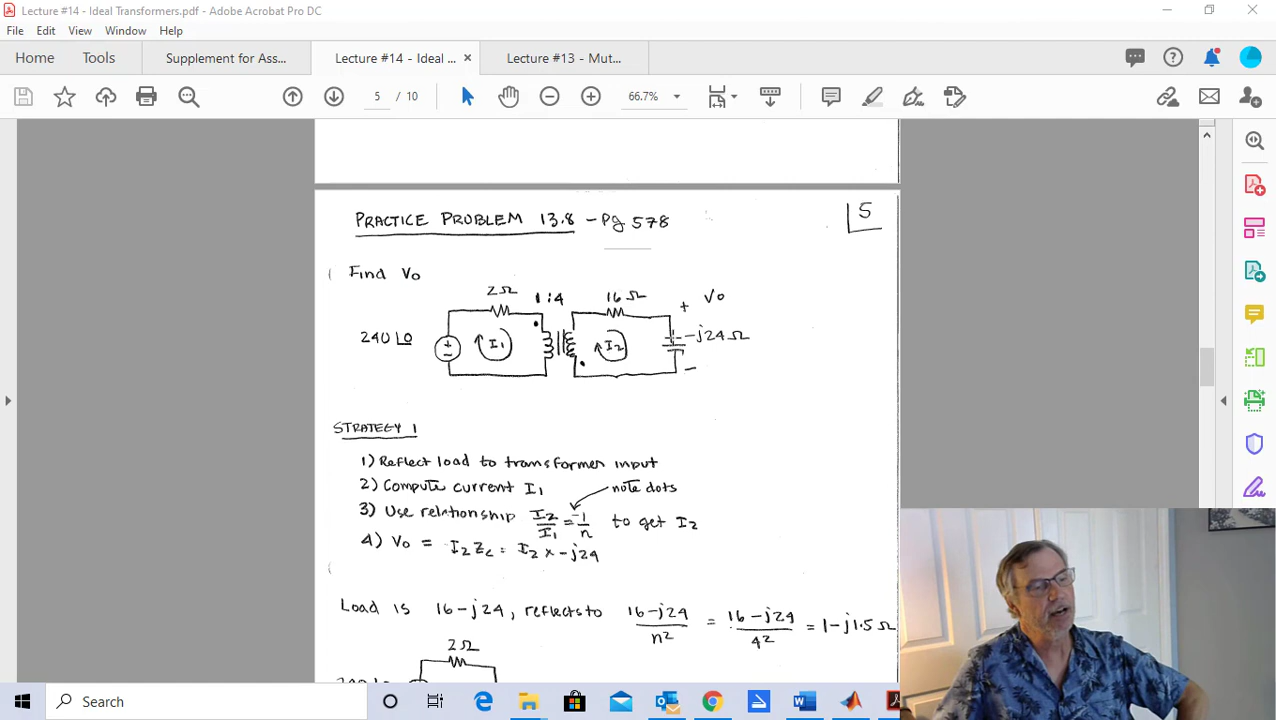 Lecture #14 - Ideal Transformers.pdf - Adobe Acrobat Pro DC
File Edit View Window Help
Home Tools Supplement for Ass... Lecture #14 - Ideal ... × Lecture #13 - Mut...
5 / 10 66.7%
PRACTICE PROBLEM 13.8 - Pg 578
5
Find Vo
2Ω 1:4 16Ω + Vo
240 ∠0 + I1 I2 -j24Ω
-
STRATEGY 1
1) Reflect load to transformer input
2) Compute current I1 note dots
3) Use relationship I2/I1 = -1/n to get I2
4) Vo = I2 Zc = I2 x -j24
Load is 16-j24, reflects to 16-j24/n² = 16-j24/4² = 1-j1.5Ω
2Ω
Search